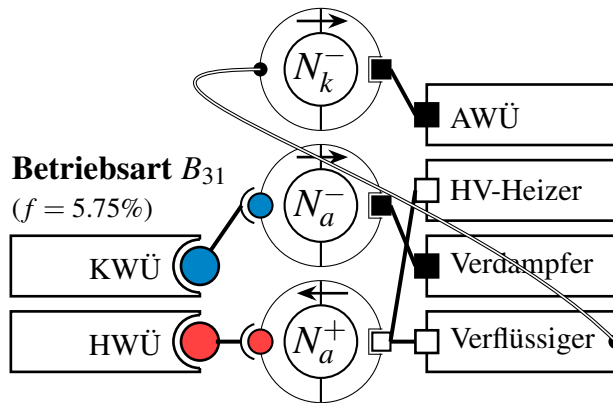 N_k^-
AWÜ
Betriebsart B_31
(f = 5.75%)
N_a^-
HV-Heizer
KWÜ
Verdampfer
HWÜ
N_a^+
Verflüssiger